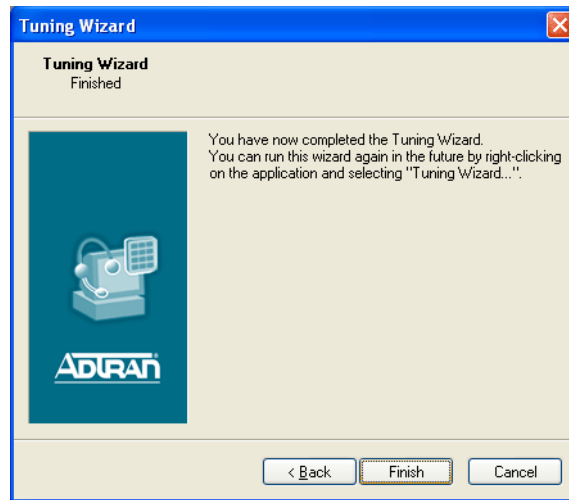 Tuning Wizard
Tuning Wizard
Finished
You have now completed the Tuning Wizard.
You can run this wizard again in the future by right-clicking
on the application and selecting "Tuning Wizard...".
ADTRAN
< Back
Finish
Cancel